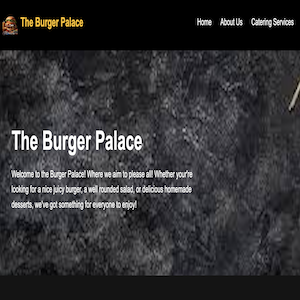 The Burger Palace
Home About Us Catering Services
The Burger Palace
Welcome to the Burger Palace! Where we aim to please all! Whether your're
looking for a nice juicy burger, a well rounded salad, or delicious homemade
desserts, we've got something for everyone to enjoy!